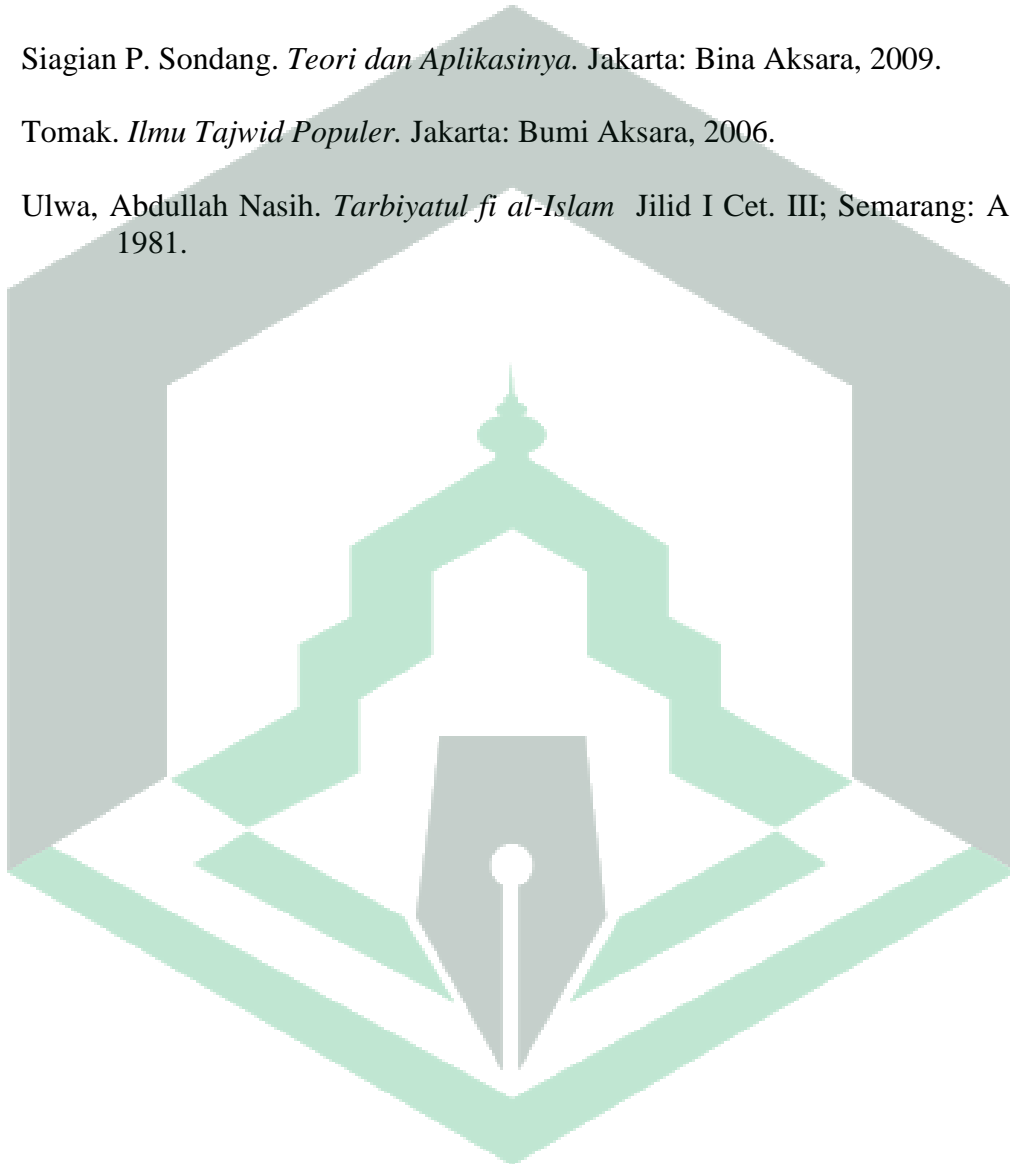 Siagian P. Sondang. Teori dan Aplikasinya. Jakarta: Bina Aksara, 2009.
Tomak. Ilmu Tajwid Populer. Jakarta: Bumi Aksara, 2006.
Ulwa, Abdullah Nasih. Tarbiyatul fi al-Islam Jilid I Cet. III; Semarang: A
1981.